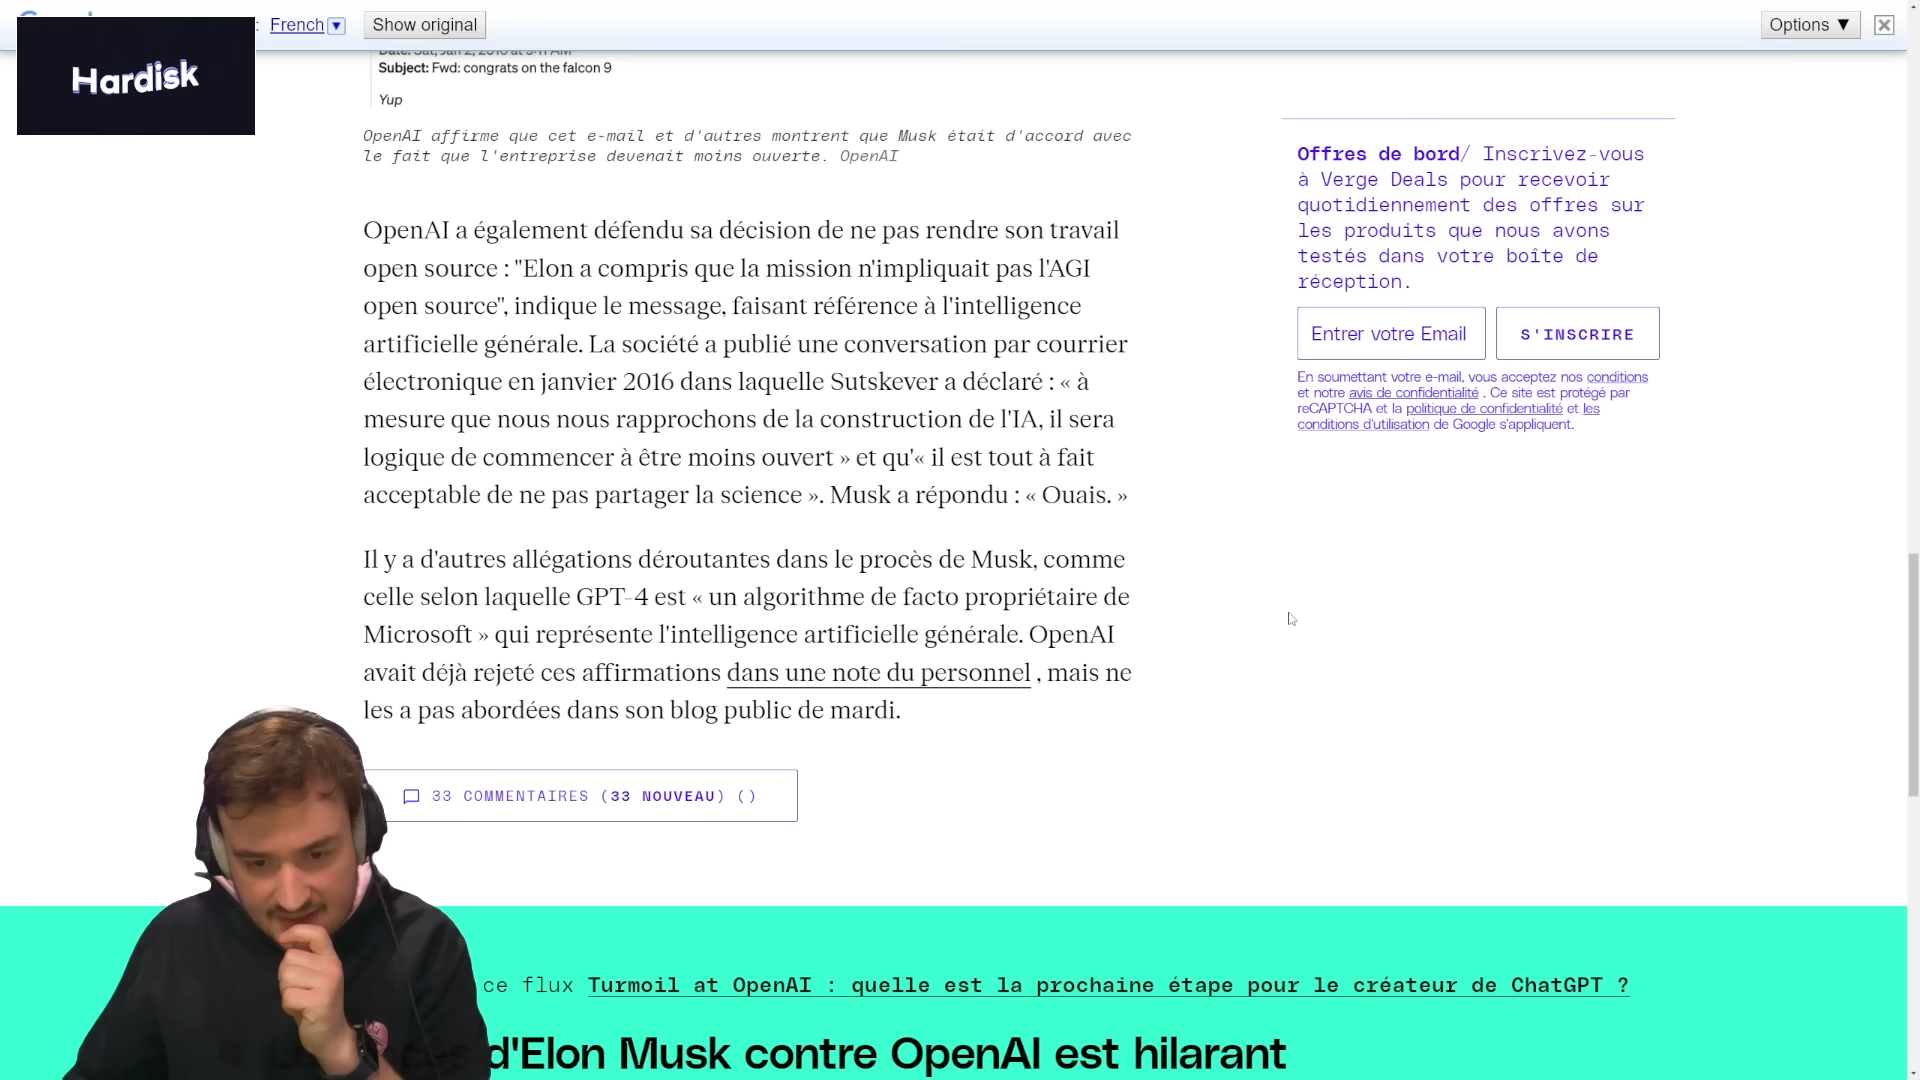 : French ▼ Show original Options ▼
Hardisk
Date: Sat, Jan 2, 2016 at 9:11 AM
Subject: Fwd: congrats on the falcon 9
Yup
OpenAI affirme que cet e-mail et d'autres montrent que Musk était d'accord avec
le fait que l'entreprise devenait moins ouverte. OpenAI
OpenAI a également défendu sa décision de ne pas rendre son travail
open source : "Elon a compris que la mission n'impliquait pas l'AGI
open source", indique le message, faisant référence à l'intelligence
artificielle générale. La société a publié une conversation par courrier
électronique en janvier 2016 dans laquelle Sutskever a déclaré : « à
mesure que nous nous rapprochons de la construction de l'IA, il sera
logique de commencer à être moins ouvert » et qu'« il est tout à fait
acceptable de ne pas partager la science ». Musk a répondu : « Ouais. »
Il y a d'autres allégations déroutantes dans le procès de Musk, comme
celle selon laquelle GPT-4 est « un algorithme de facto propriétaire de
Microsoft » qui représente l'intelligence artificielle générale. OpenAI
avait déjà rejeté ces affirmations dans une note du personnel , mais ne
les a pas abordées dans son blog public de mardi.
33 COMMENTAIRES (33 NOUVEAU) ()
Offres de bord/ Inscrivez-vous
à Verge Deals pour recevoir
quotidiennement des offres sur
les produits que nous avons
testés dans votre boîte de
réception.
Entrer votre Email S'INSCRIRE
En soumettant votre e-mail, vous acceptez nos conditions
et notre avis de confidentialité . Ce site est protégé par
reCAPTCHA et la politique de confidentialité et les
conditions d'utilisation de Google s'appliquent.
ce flux Turmoil at OpenAI : quelle est la prochaine étape pour le créateur de ChatGPT ?
d'Elon Musk contre OpenAI est hilarant